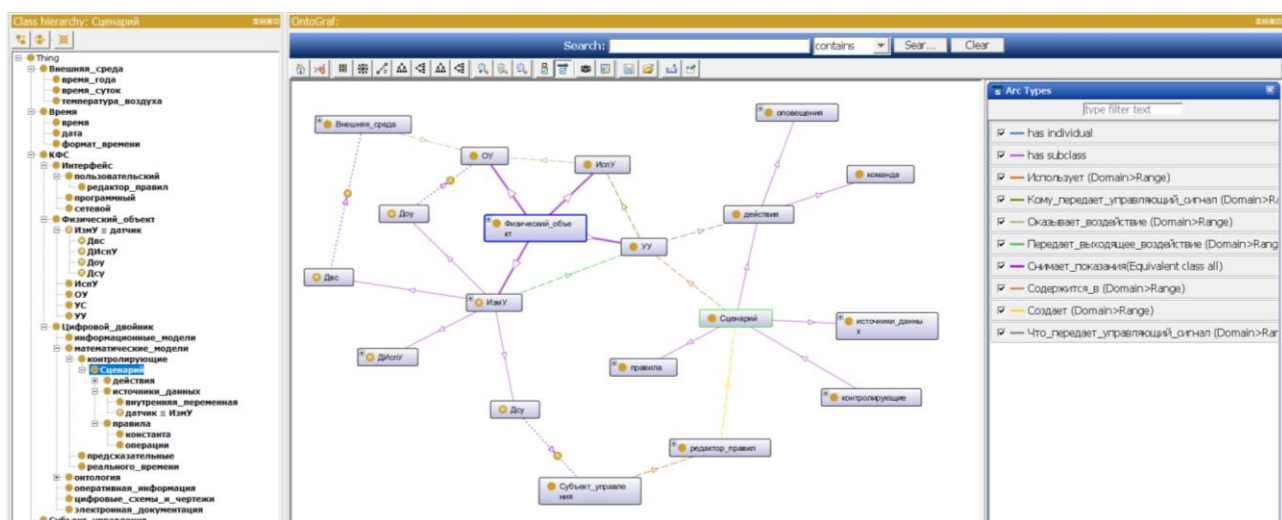 Class hierarchy: Сценарий
Thing
Внешняя_среда
время_года
время_суток
температура_воздуха
Время
время
дата
формат_времени
КФС
Интерфейс
пользовательский
редактор_правил
программный
сетевой
Физический_объект
ИзмУ ≡ датчик
Двс
ДИспУ
Доу
Дсу
ИспУ
ОУ
УС
УУ
Цифровой_двойник
информационные_модели
математические_модели
контролирующие
Сценарий
действия
источники_данных
внутренняя_переменная
датчик ≡ ИзмУ
правила
константа
операции
предсказательные
реального_времени
онтология
оперативная_информация
цифровые_схемы_и_чертежи
электронная_документация
Субъект_управления
OntoGraf:
Search:
contains
Sear...
Clear
Внешняя_среда
ОУ
ИспУ
оповещения
команда
Доу
Физический_объе
кт
действия
УУ
Двс
ИзмУ
Сценарий
источники_данны
х
ДИспУ
правила
контролирующие
Дсу
редактор_правил
Субъект_управле
ния
Arc Types
type filter text
has individual
has subclass
Использует (Domain>Range)
Кому_передает_управляющий_сигнал (Domain>Ra
Оказывает_воздействие (Domain>Range)
Передает_выходящее_воздействие (Domain>Rang
Снимает_показания(Equivalent class all)
Содержится_в (Domain>Range)
Создает (Domain>Range)
Что_передает_управляющий_сигнал (Domain>Rar